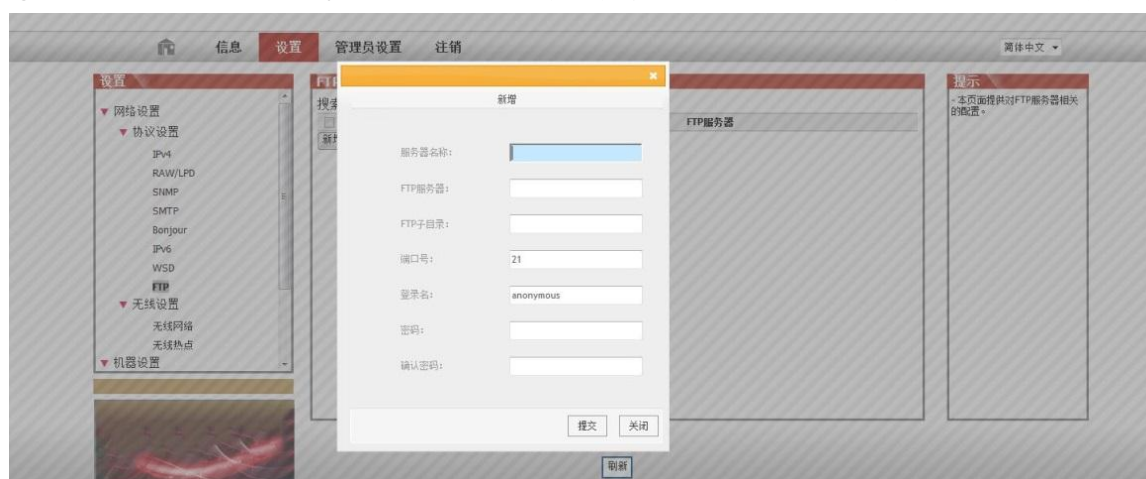 信息 设置 管理员设置 注销 简体中文
设置
▼ 网络设置
▼ 协议设置
IPv4
RAW/LPD
SNMP
SMTP
Bonjour
IPv6
WSD
FTP
▼ 无线设置
无线网络
无线热点
▼ 机器设置
FTP
搜索
FTP服务器
新增
新增
服务器名称:
FTP服务器:
FTP子目录:
端口号: 21
登录名: anonymous
密码:
确认密码:
提交 关闭
刷新
提示
- 本页面提供对FTP服务器相关
的配置。